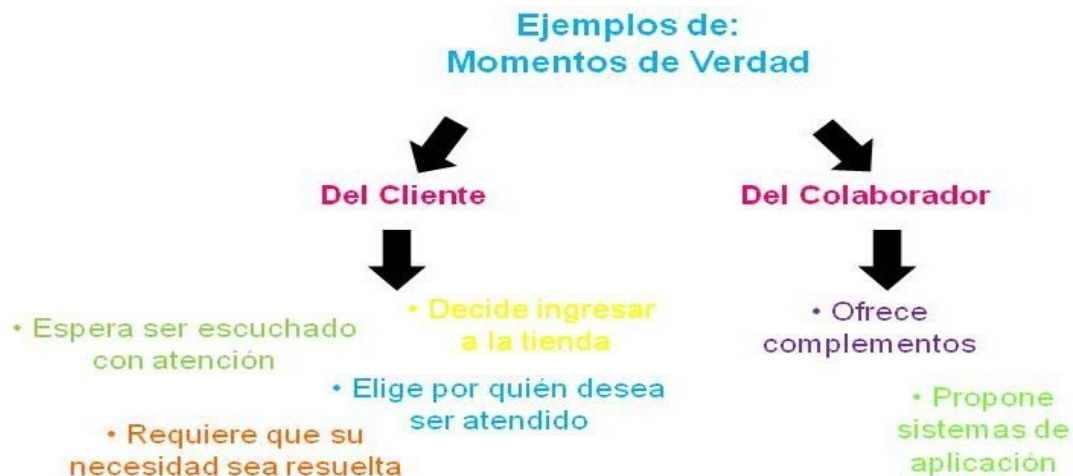 Ejemplos de:
Momentos de Verdad
Del Cliente
Del Colaborador
• Espera ser escuchado
con atención
• Decide ingresar
a la tienda
• Elige por quién desea
ser atendido
• Requiere que su
necesidad sea resuelta
• Ofrece
complementos
• Propone
sistemas de
aplicación